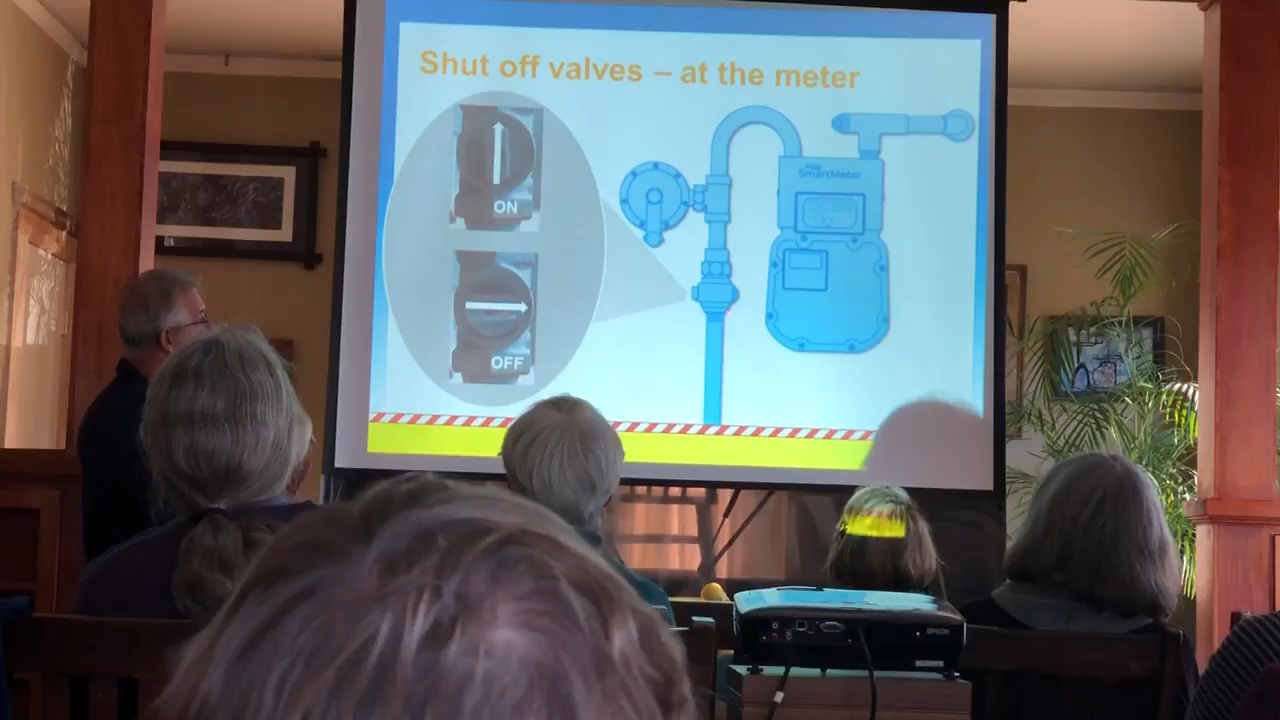 Shut off valves – at the meter
SmartMeter
ON
OFF
EPSON